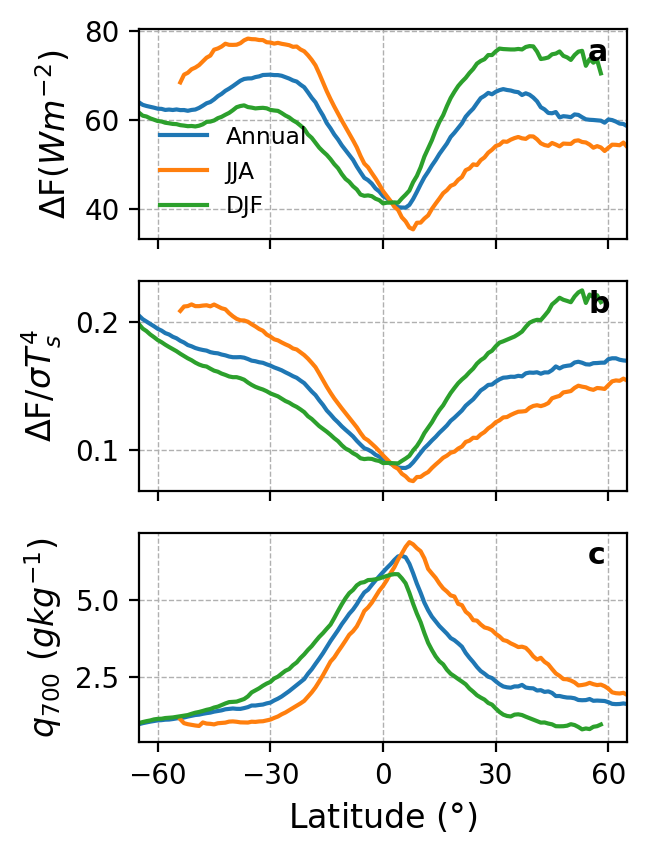 a
ΔF(Wm⁻²)
80
60
40
Annual
JJA
DJF
b
ΔF/σT⁴ₛ
0.2
0.1
c
q₇₀₀ (gkg⁻¹)
5.0
2.5
−60 −30 0 30 60
Latitude (°)